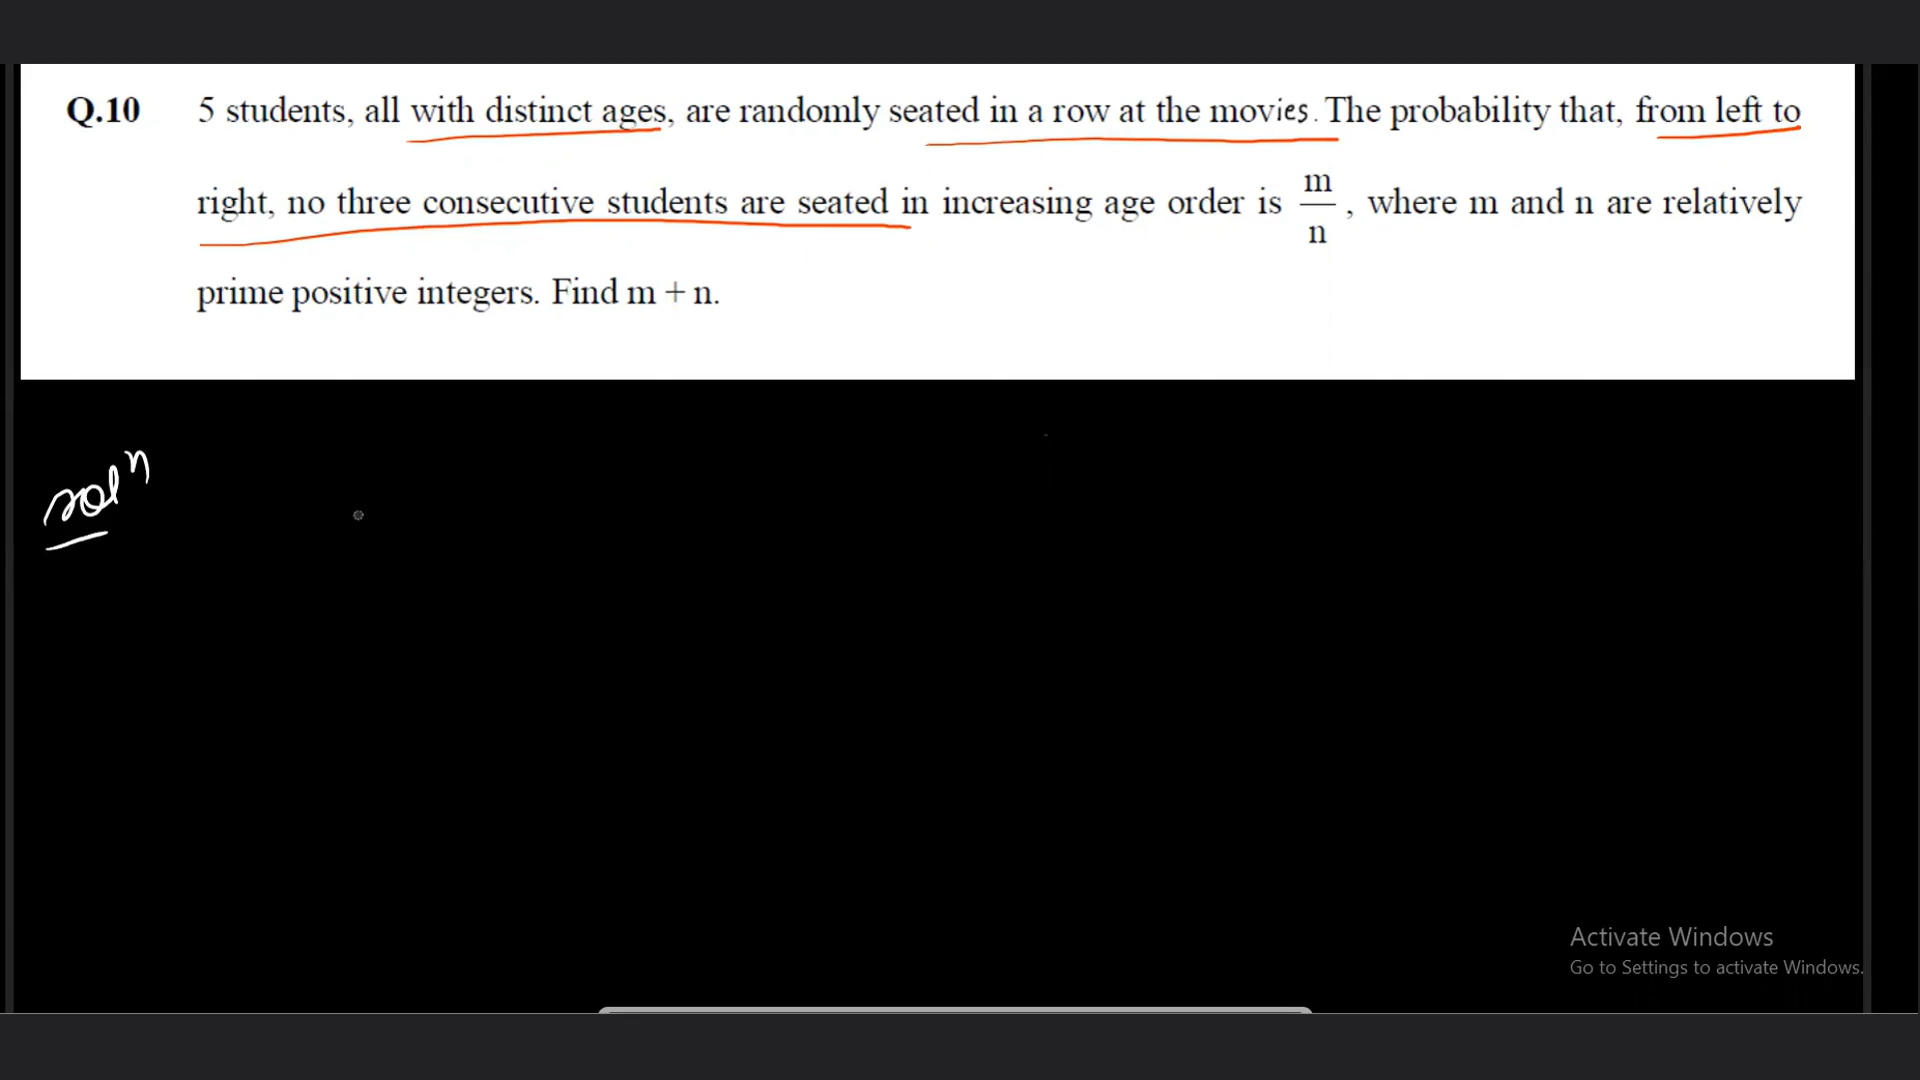 Q.10 5 students, all with distinct ages, are randomly seated in a row at the movies. The probability that, from left to
right, no three consecutive students are seated in increasing age order is m/n, where m and n are relatively
prime positive integers. Find m + n.
solⁿ
Activate Windows
Go to Settings to activate Windows.